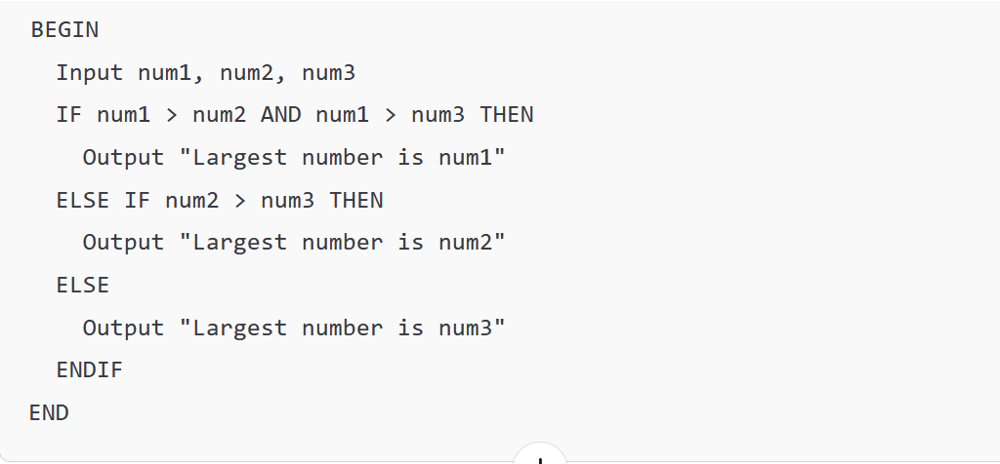 BEGIN
Input num1, num2, num3
IF num1 > num2 AND num1 > num3 THEN
Output "Largest number is num1"
ELSE IF num2 > num3 THEN
Output "Largest number is num2"
ELSE
Output "Largest number is num3"
ENDIF
END